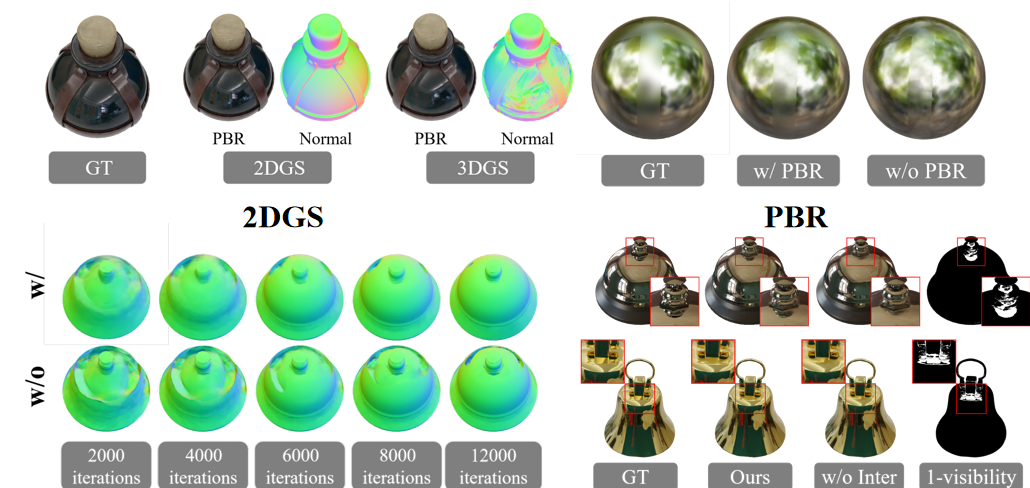 PBR Normal PBR Normal
GT 2DGS 3DGS GT w/ PBR w/o PBR
2DGS PBR
w/
w/o
2000 iterations
4000 iterations
6000 iterations
8000 iterations
12000 iterations
GT Ours w/o Inter 1-visibility